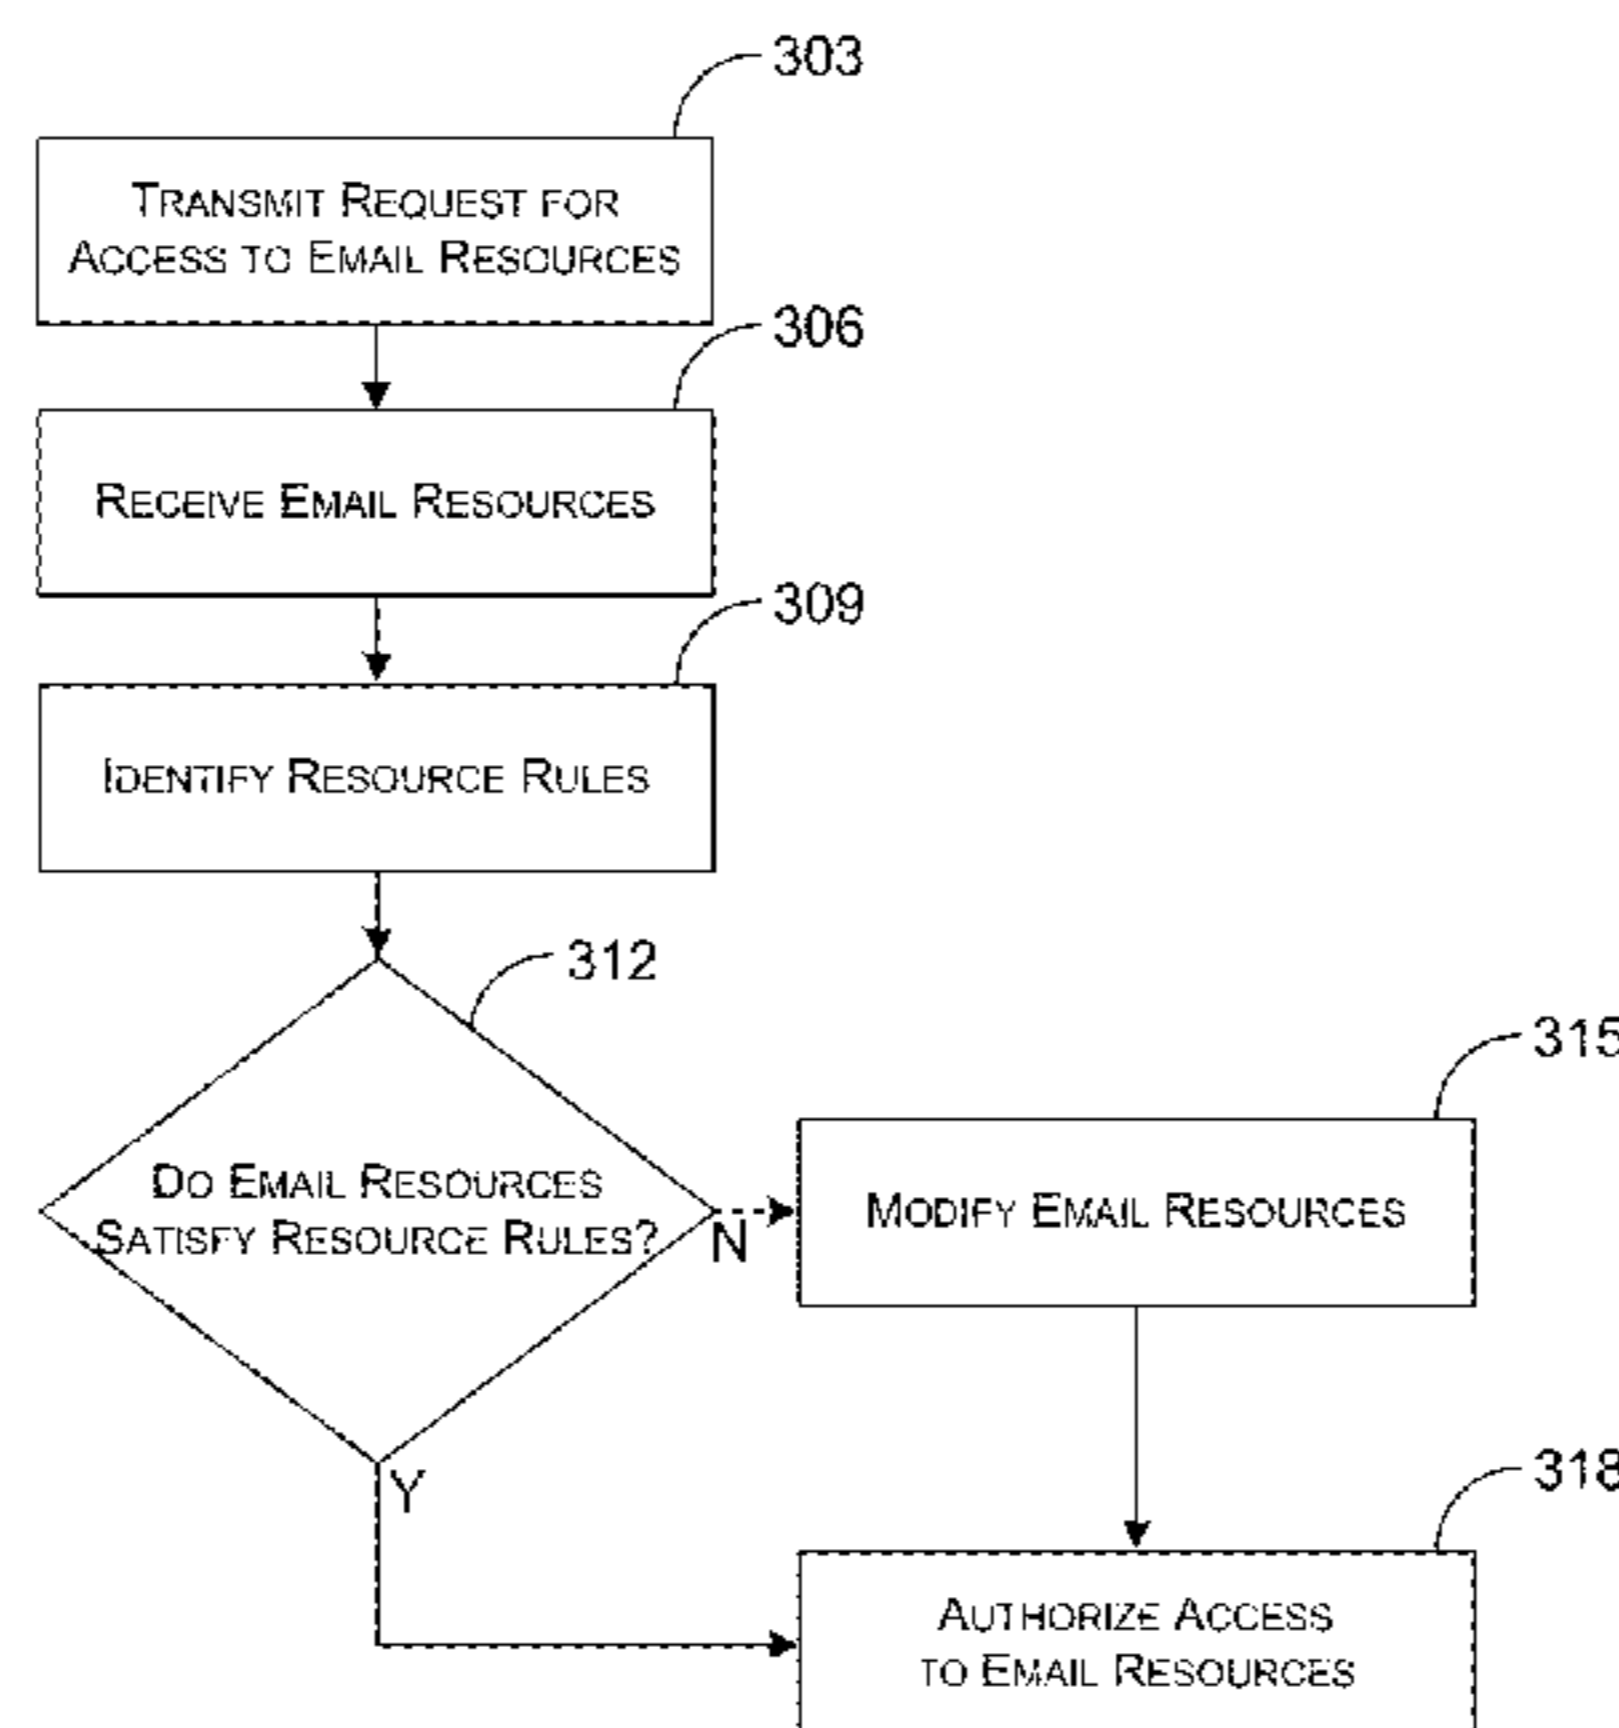 303
TRANSMIT REQUEST FOR
ACCESS TO EMAIL RESOURCES
306
RECEIVE EMAIL RESOURCES
309
IDENTIFY RESOURCE RULES
312
DO EMAIL RESOURCES
SATISFY RESOURCE RULES?
N
315
MODIFY EMAIL RESOURCES
Y
318
AUTHORIZE ACCESS
TO EMAIL RESOURCES